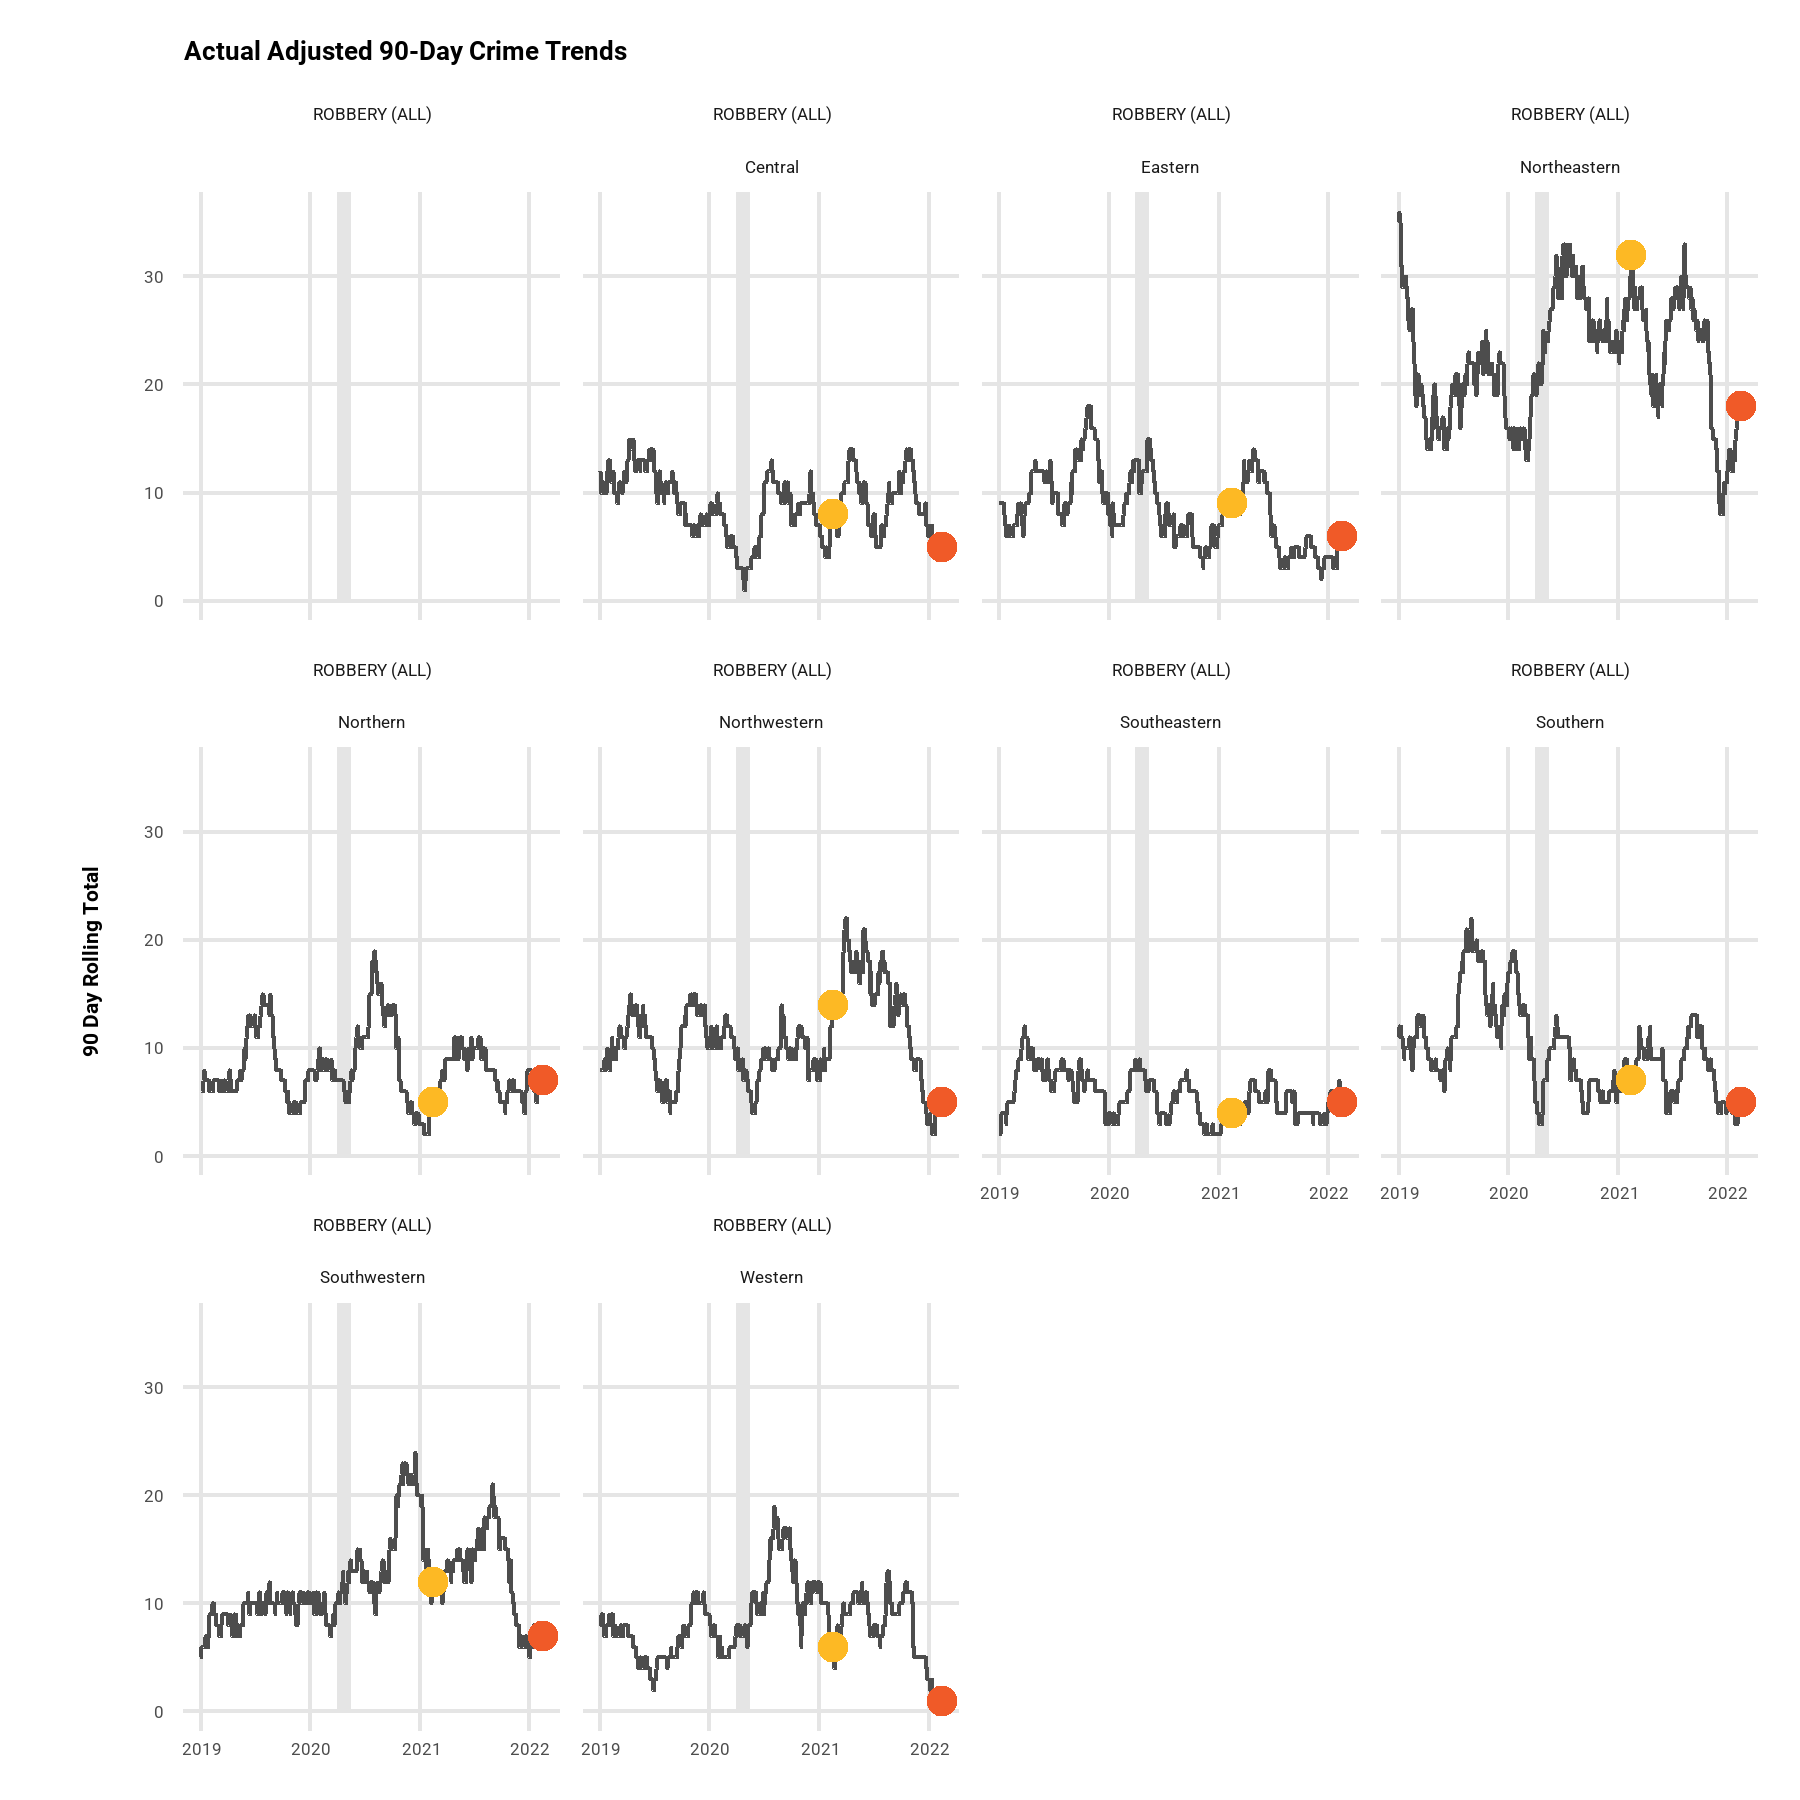 Actual Adjusted 90-Day Crime Trends
ROBBERY (ALL) ROBBERY (ALL) ROBBERY (ALL) ROBBERY (ALL)
Central Eastern Northeastern
30
20
10
0
ROBBERY (ALL) ROBBERY (ALL) ROBBERY (ALL) ROBBERY (ALL)
Northern Northwestern Southeastern Southern
90 Day Rolling Total
30
20
10
0
2019 2020 2021 2022 2019 2020 2021 2022
ROBBERY (ALL) ROBBERY (ALL)
Southwestern Western
30
20
10
0
2019 2020 2021 2022 2019 2020 2021 2022